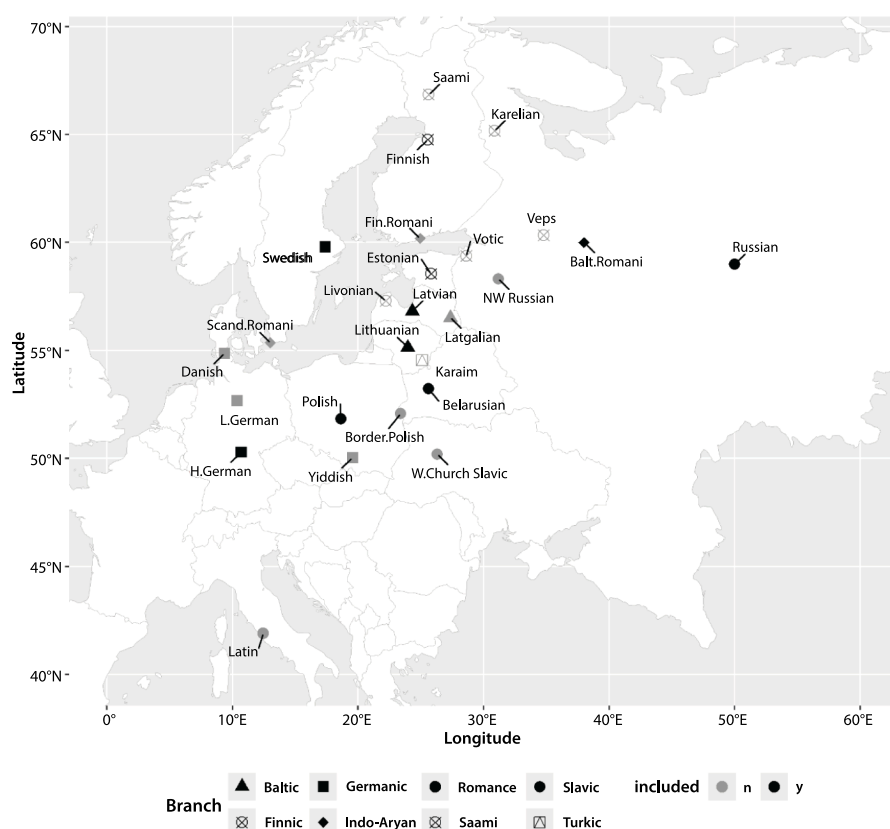 70°N
Saami
Karelian
65°N
Finnish
Veps
Fin.Romani
Votic
60°N
Russian
Swedish
Estonian
Balt.Romani
Livonian
Latvian
NW Russian
Scand.Romani
Lithuanian
Latgalian
55°N
Danish
Karaim
Polish
Belarusian
L.German
Border.Polish
50°N
H.German
Yiddish
W.Church Slavic
45°N
Latin
40°N
Latitude
0° 10°E 20°E 30°E 40°E 50°E 60°E
Longitude
Branch
Baltic Germanic Romance Slavic included n y
Finnic Indo-Aryan Saami Turkic